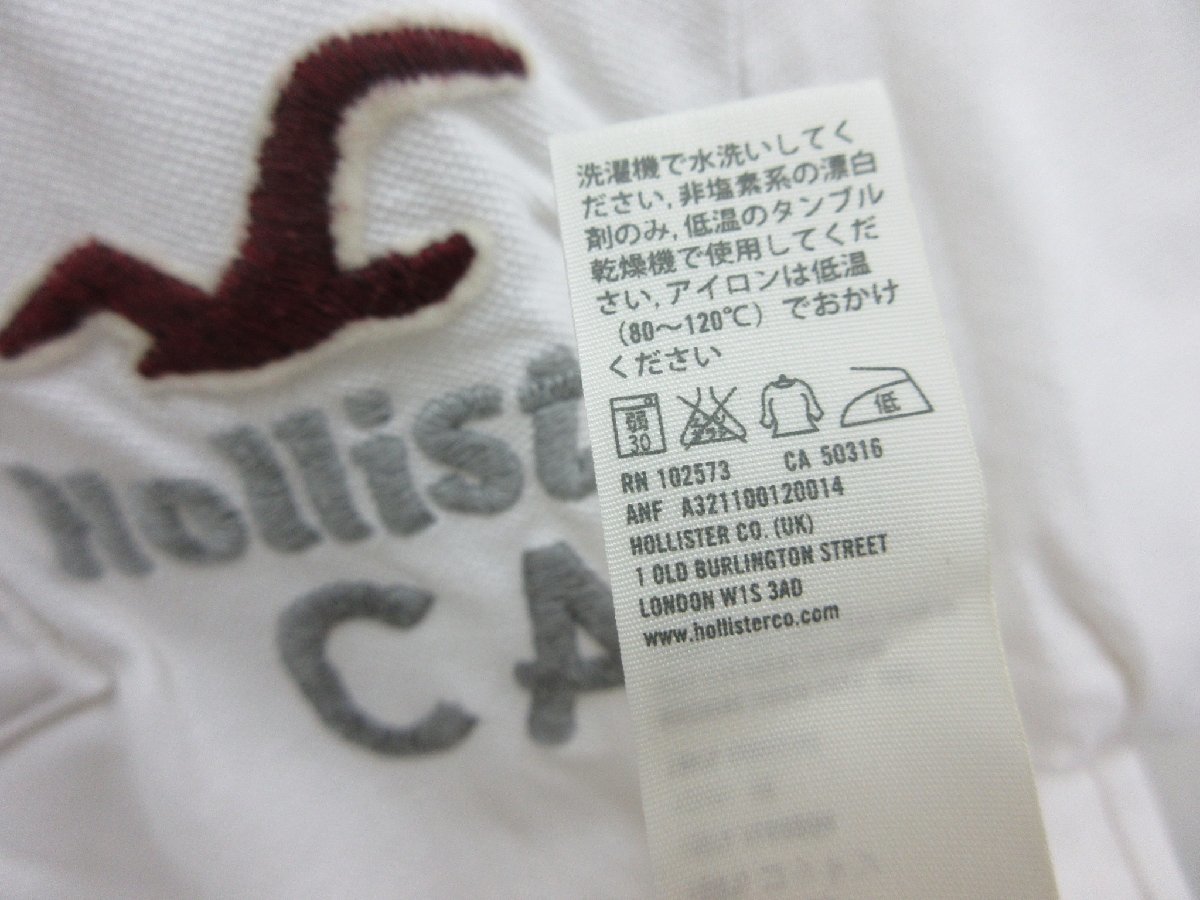 洗濯機で水洗いしてく
ださい,非塩素系の漂白
剤のみ,低温のタンブル
乾燥機で使用してくだ
さい,アイロンは低温
（80～120℃）でおかけ
ください
弱
30
低
RN 102573 CA 50316
ANF A321100120014
HOLLISTER CO. (UK)
1 OLD BURLINGTON STREET
LONDON W1S 3AD
www.hollisterco.com
Hollist
CA